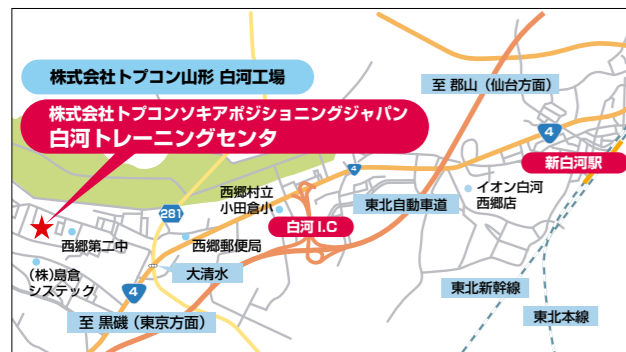 株式会社トプコン山形 白河工場
株式会社トプコンソキアポジショニングジャパン
白河トレーニングセンタ
至 郡山（仙台方面）
4
新白河駅
4
イオン白河
西郷店
西郷村立
小田倉小
東北自動車道
281
白河 I.C
西郷第二中
西郷郵便局
大清水
(株)島倉
システック
4
至 黒磯（東京方面）
東北新幹線
東北本線